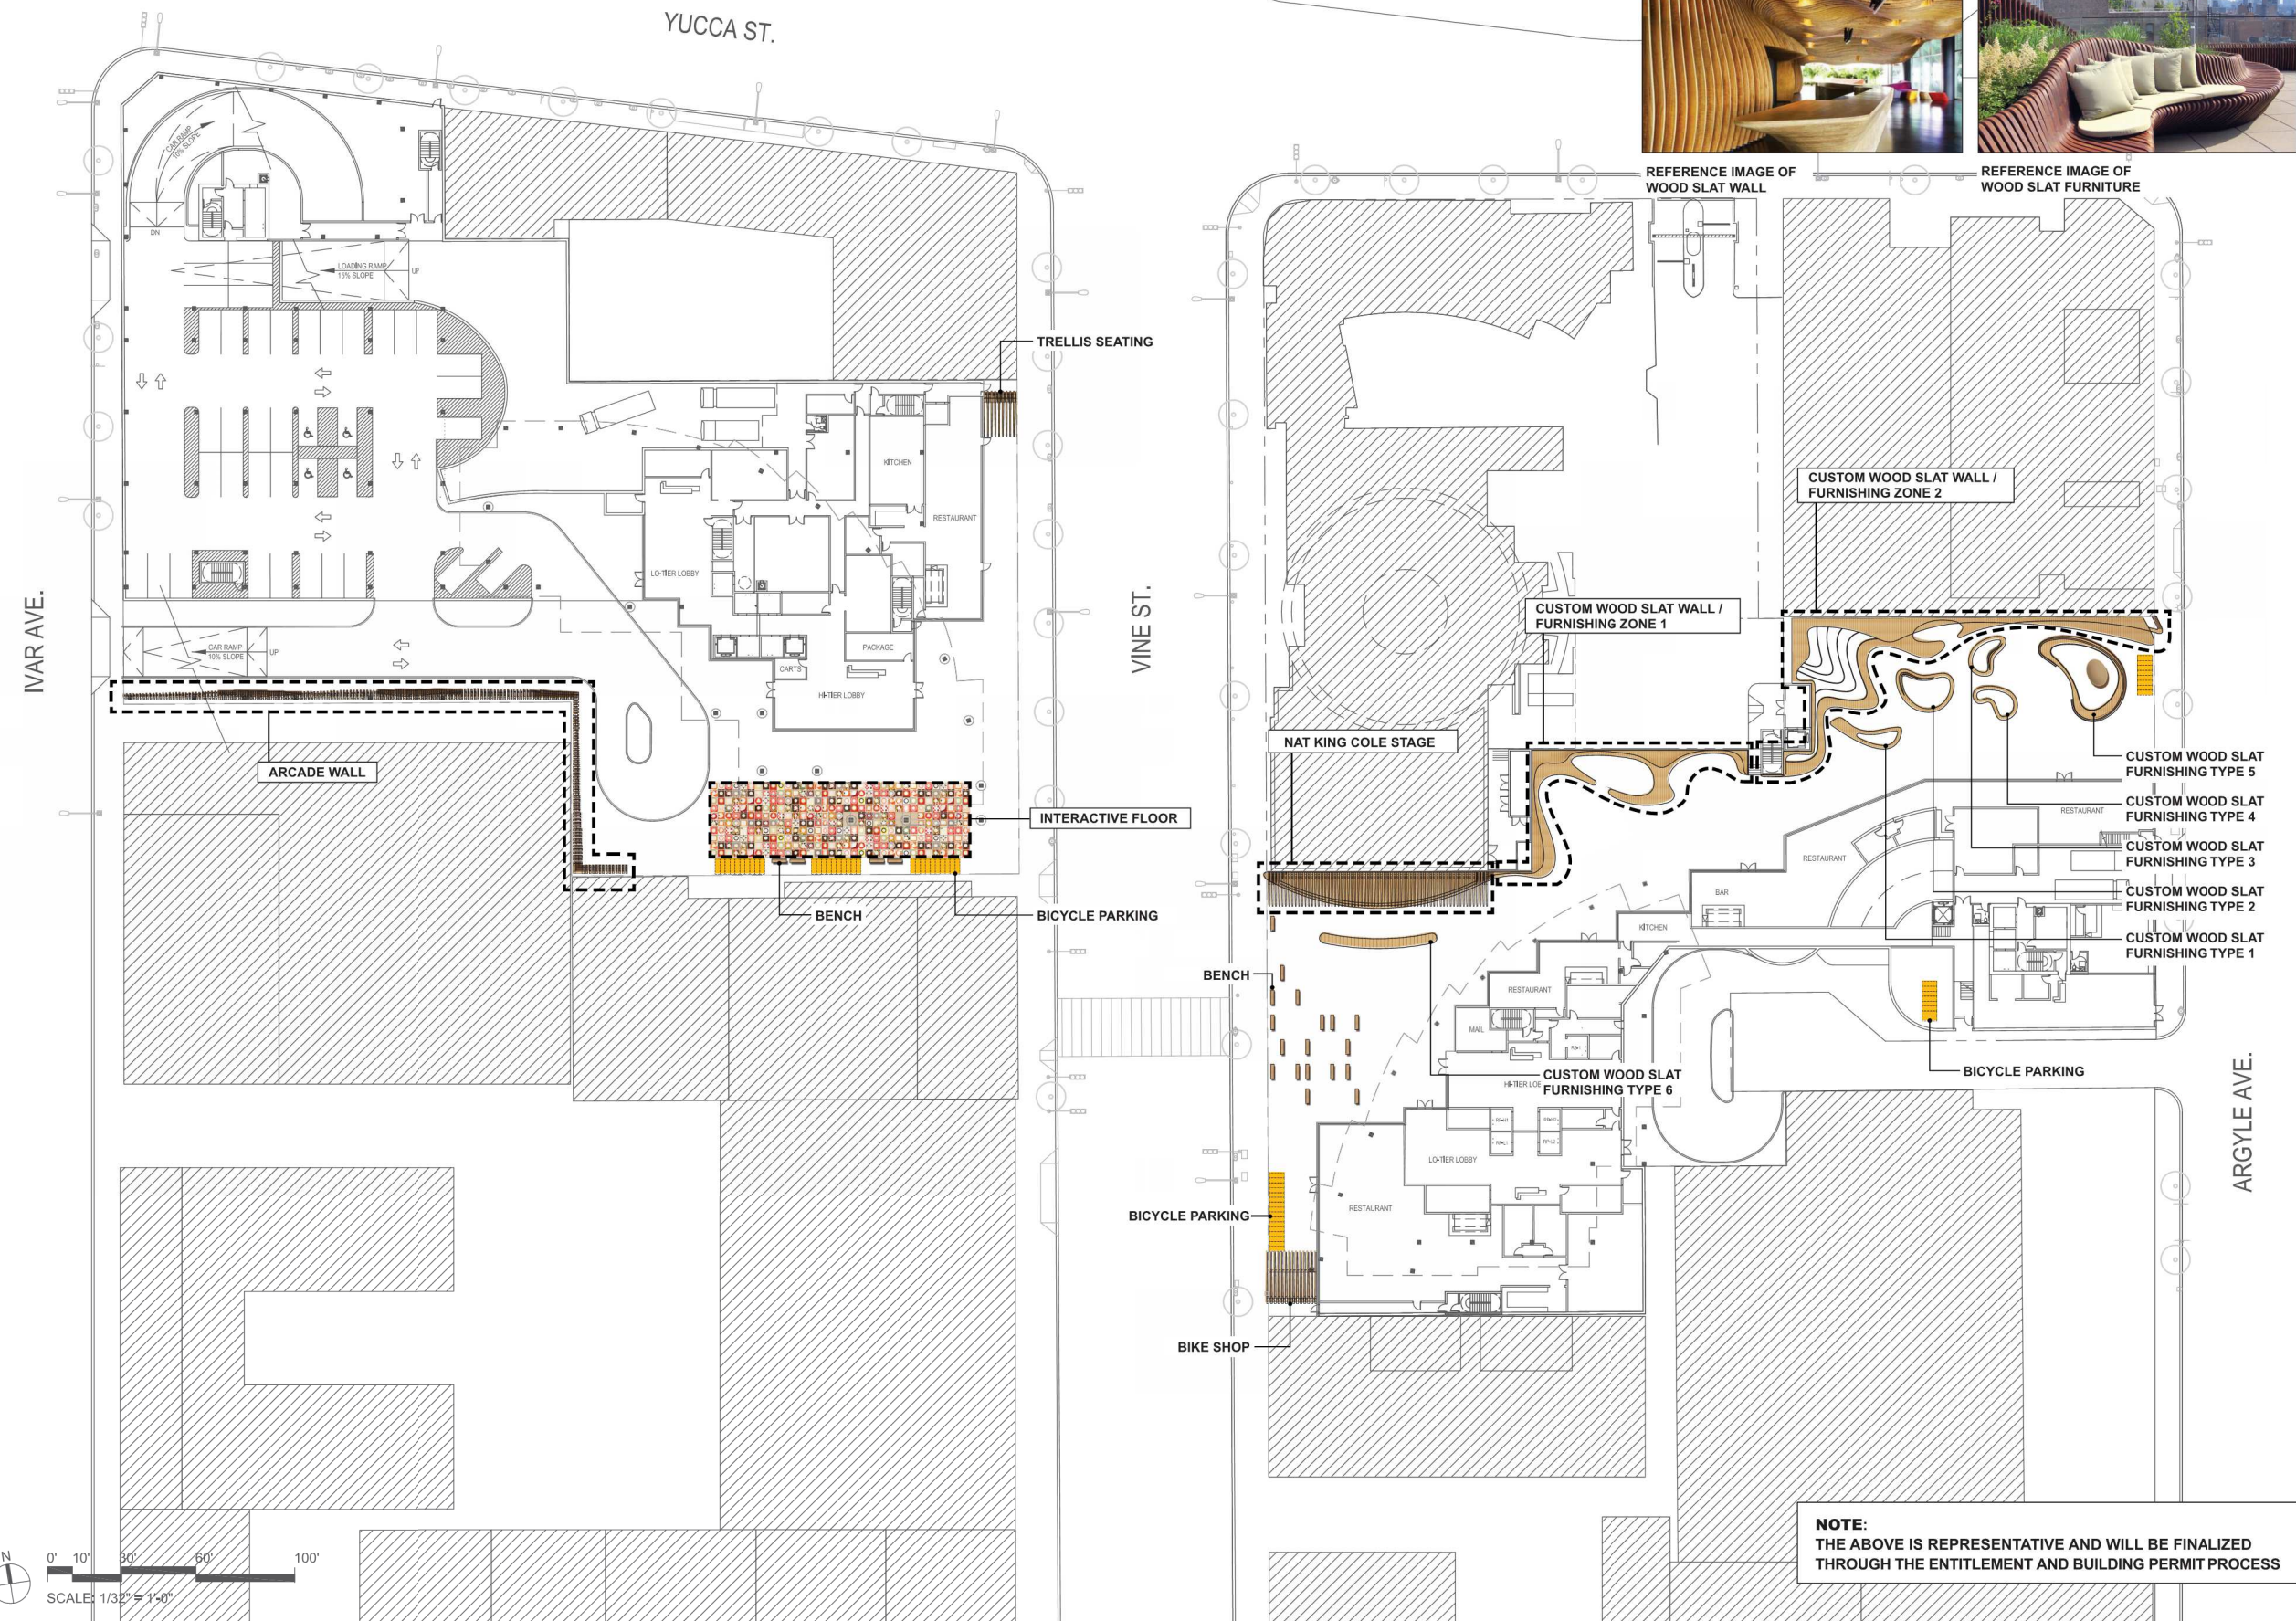 YUCCA ST.
REFERENCE IMAGE OF
WOOD SLAT WALL
REFERENCE IMAGE OF
WOOD SLAT FURNITURE
CAR RAMP
10% SLOPE
DN
LOADING RAMP
15% SLOPE
TRELLIS SEATING
KITCHEN
RESTAURANT
CUSTOM WOOD SLAT WALL /
FURNISHING ZONE 2
LO-TIER LOBBY
IVAR AVE.
VINE ST.
CUSTOM WOOD SLAT WALL /
FURNISHING ZONE 1
CAR RAMP
10% SLOPE
UP
PACKAGE
CARTS
HI-TIER LOBBY
NAT KING COLE STAGE
ARCADE WALL
CUSTOM WOOD SLAT
FURNISHING TYPE 5
INTERACTIVE FLOOR
CUSTOM WOOD SLAT
FURNISHING TYPE 4
RESTAURANT
CUSTOM WOOD SLAT
FURNISHING TYPE 3
RESTAURANT
BAR
CUSTOM WOOD SLAT
FURNISHING TYPE 2
BENCH
BICYCLE PARKING
KITCHEN
CUSTOM WOOD SLAT
FURNISHING TYPE 1
BENCH
RESTAURANT
MAIL
CUSTOM WOOD SLAT
FURNISHING TYPE 6
HI-TIER
BICYCLE PARKING
ARGYLE AVE.
LO-TIER LOBBY
RESTAURANT
BICYCLE PARKING
BIKE SHOP
NOTE:
THE ABOVE IS REPRESENTATIVE AND WILL BE FINALIZED
THROUGH THE ENTITLEMENT AND BUILDING PERMIT PROCESS
N
0' 10' 30' 60' 100'
SCALE: 1/32" = 1'-0"